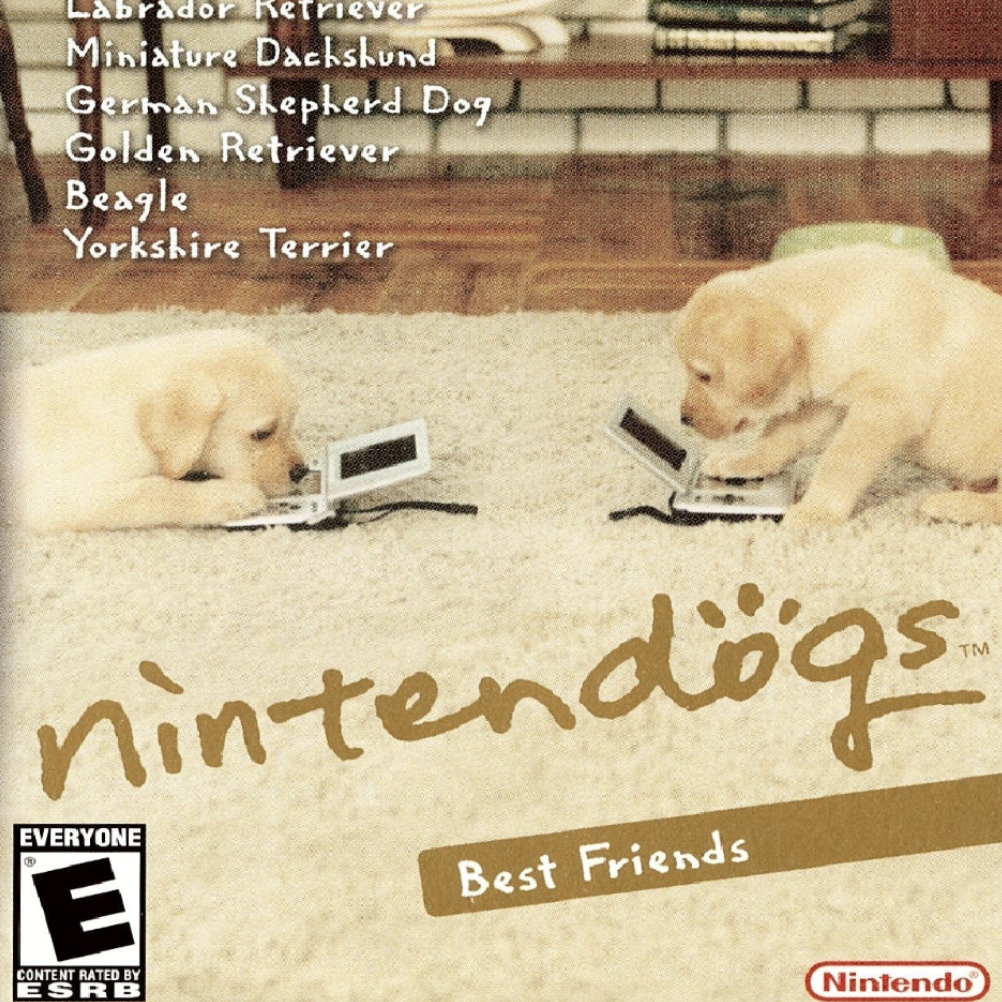 Labrador Retriever
Miniature Dachshund
German Shepherd Dog
Golden Retriever
Beagle
Yorkshire Terrier
nintendögs™
Best Friends
EVERYONE
®
E
CONTENT RATED BY
ESRB
Nintendo®